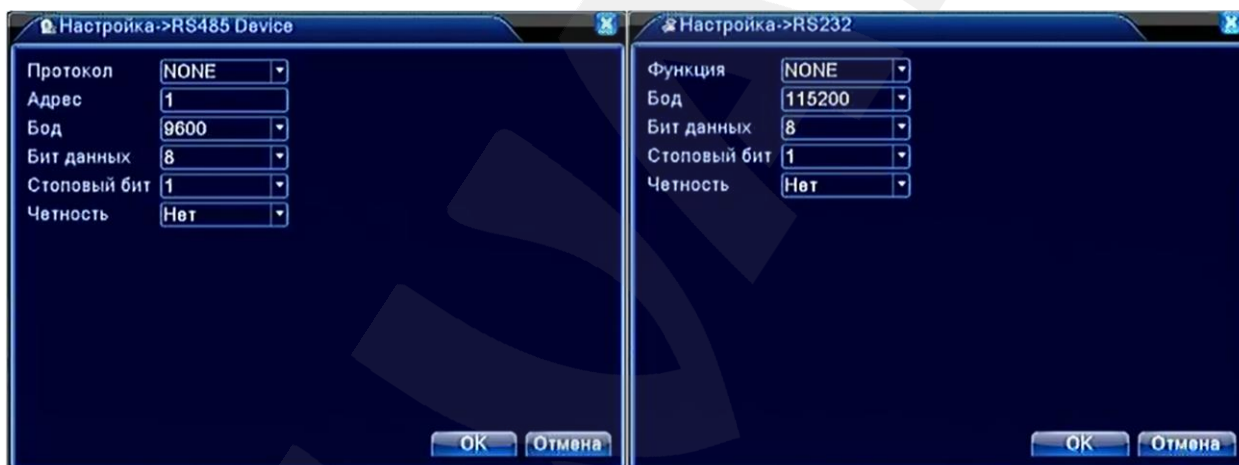 Настройка->RS485 Device
Протокол NONE
Адрес 1
Бод 9600
Бит данных 8
Стоповый бит 1
Четность Нет
OK Отмена
Настройка->RS232
Функция NONE
Бод 115200
Бит данных 8
Стоповый бит 1
Четность Нет
OK Отмена